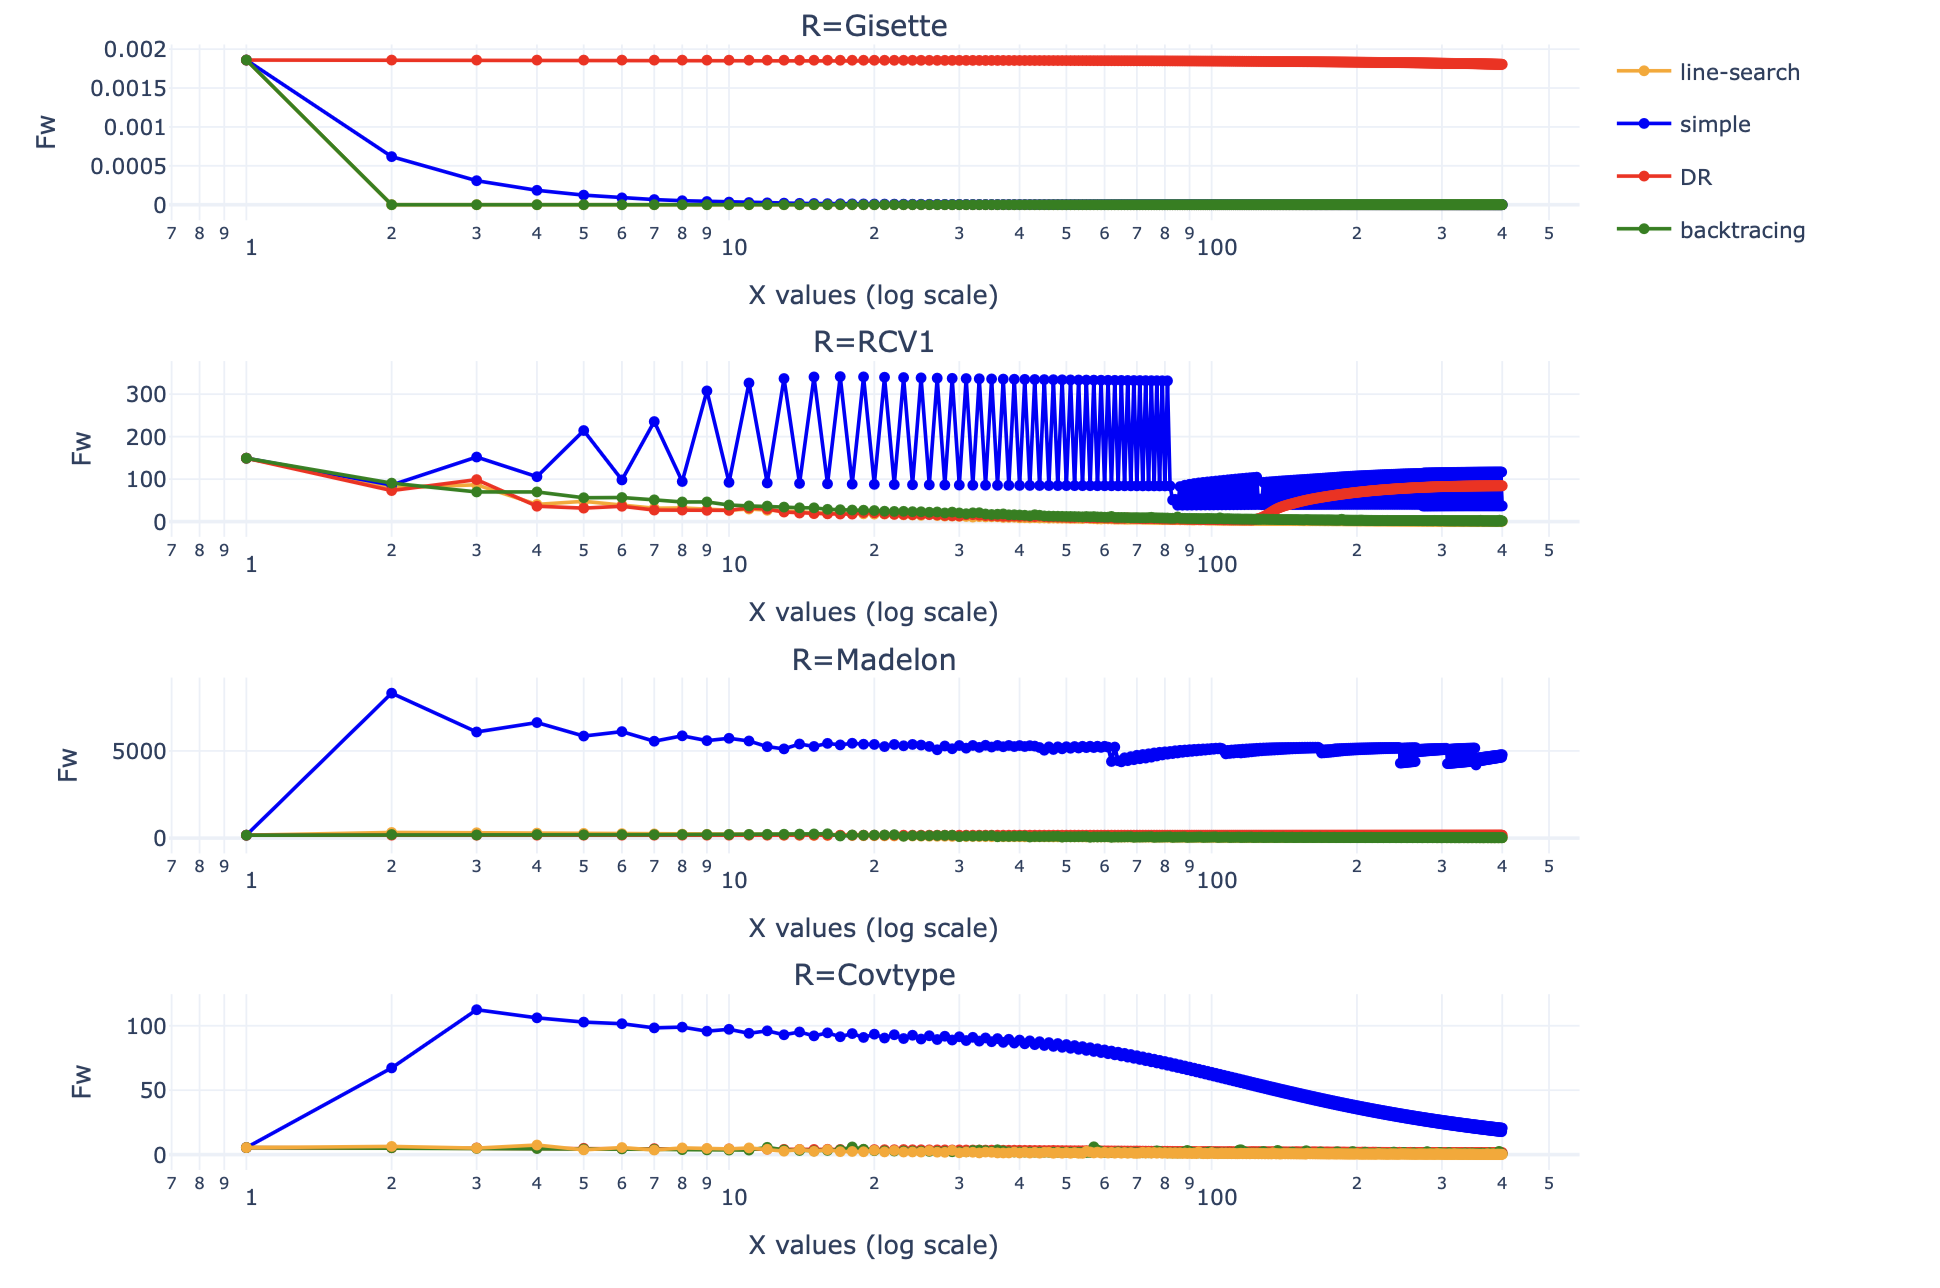 R=Gisette
0.002
0.0015
0.001
0.0005
0
Fw
7 8 9 1 2 3 4 5 6 7 8 9 10 2 3 4 5 6 7 8 9 100 2 3 4 5
X values (log scale)
line-search
simple
DR
backtracing
R=RCV1
300
200
100
0
Fw
7 8 9 1 2 3 4 5 6 7 8 9 10 2 3 4 5 6 7 8 9 100 2 3 4 5
X values (log scale)
R=Madelon
5000
0
Fw
7 8 9 1 2 3 4 5 6 7 8 9 10 2 3 4 5 6 7 8 9 100 2 3 4 5
X values (log scale)
R=Covtype
100
50
0
Fw
7 8 9 1 2 3 4 5 6 7 8 9 10 2 3 4 5 6 7 8 9 100 2 3 4 5
X values (log scale)